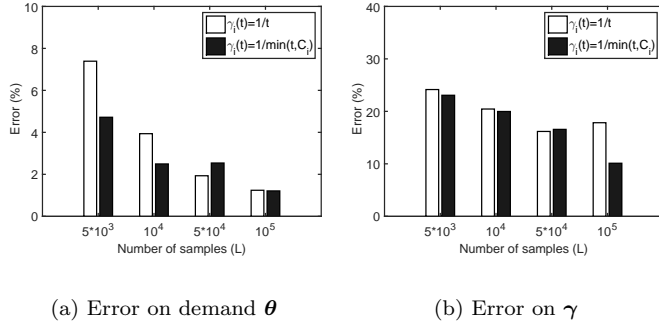 10
8
6
4
2
0
Error (%)
γᵢ(t)=1/t
γᵢ(t)=1/min(t,Cᵢ)
5*10³ 10⁴ 5*10⁴ 10⁵
Number of samples (L)
(a) Error on demand θ
40
30
20
10
0
Error (%)
γᵢ(t)=1/t
γᵢ(t)=1/min(t,Cᵢ)
5*10³ 10⁴ 5*10⁴ 10⁵
Number of samples (L)
(b) Error on γ